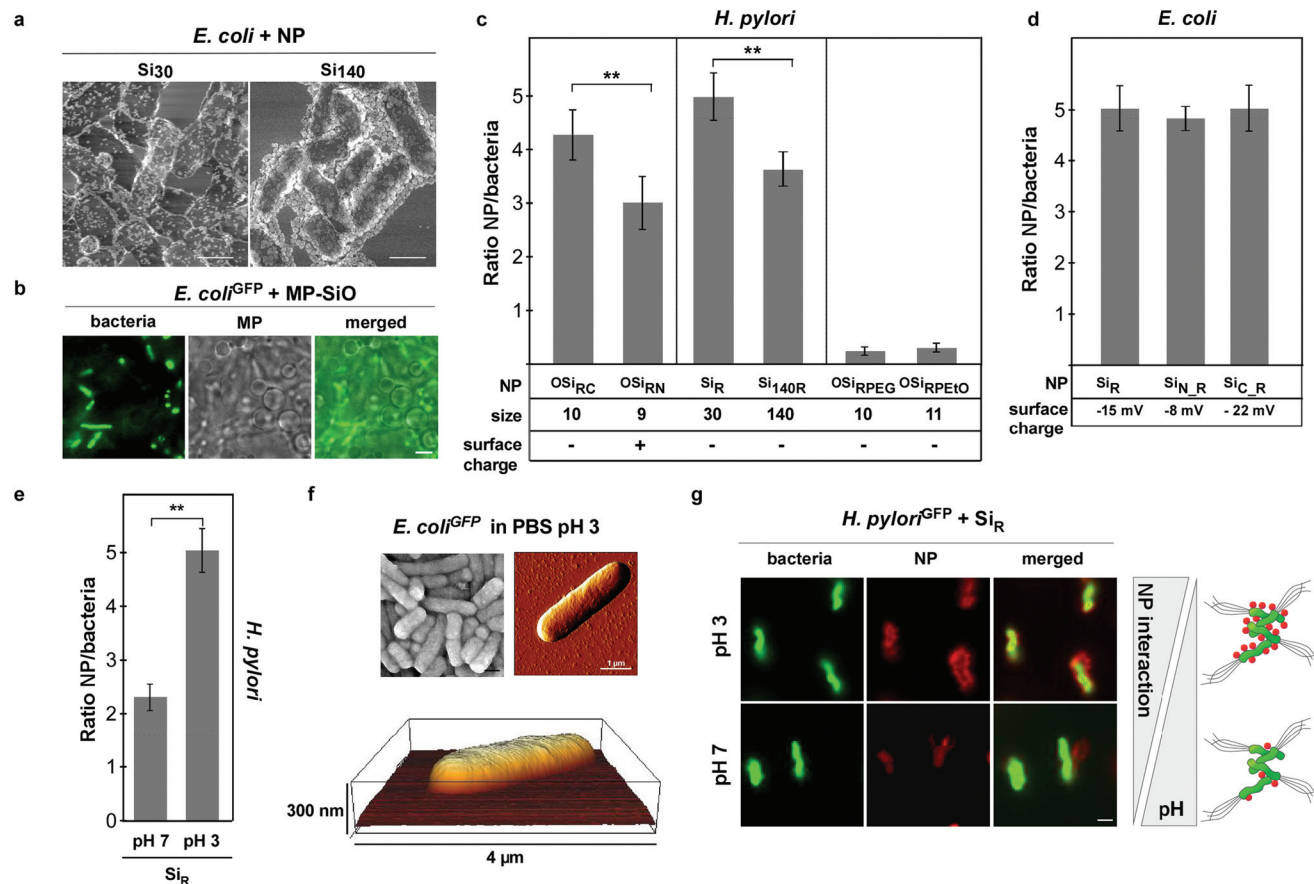 a
E. coli + NP
Si30 Si140
b
E. coliGFP + MP-SiO
bacteria MP merged
c
H. pylori
Ratio NP/bacteria
5
4
3
2
1
** **
NP OSiRC OSiRN SiR Si140R OSiRPEG OSiRPEtO
size 10 9 30 140 10 11
surface charge - + - - - -
d
E. coli
Ratio NP/bacteria
5
4
3
2
1
NP SiR SiN_R SiC_R
surface charge -15 mV -8 mV - 22 mV
e
Ratio NP/bacteria
5
4
3
2
1
0
**
pH 7 pH 3
SiR
H. pylori
f
E. coliGFP in PBS pH 3
1 µm
300 nm
4 µm
g
H. pyloriGFP + SiR
bacteria NP merged
pH 3
pH 7
NP interaction
pH